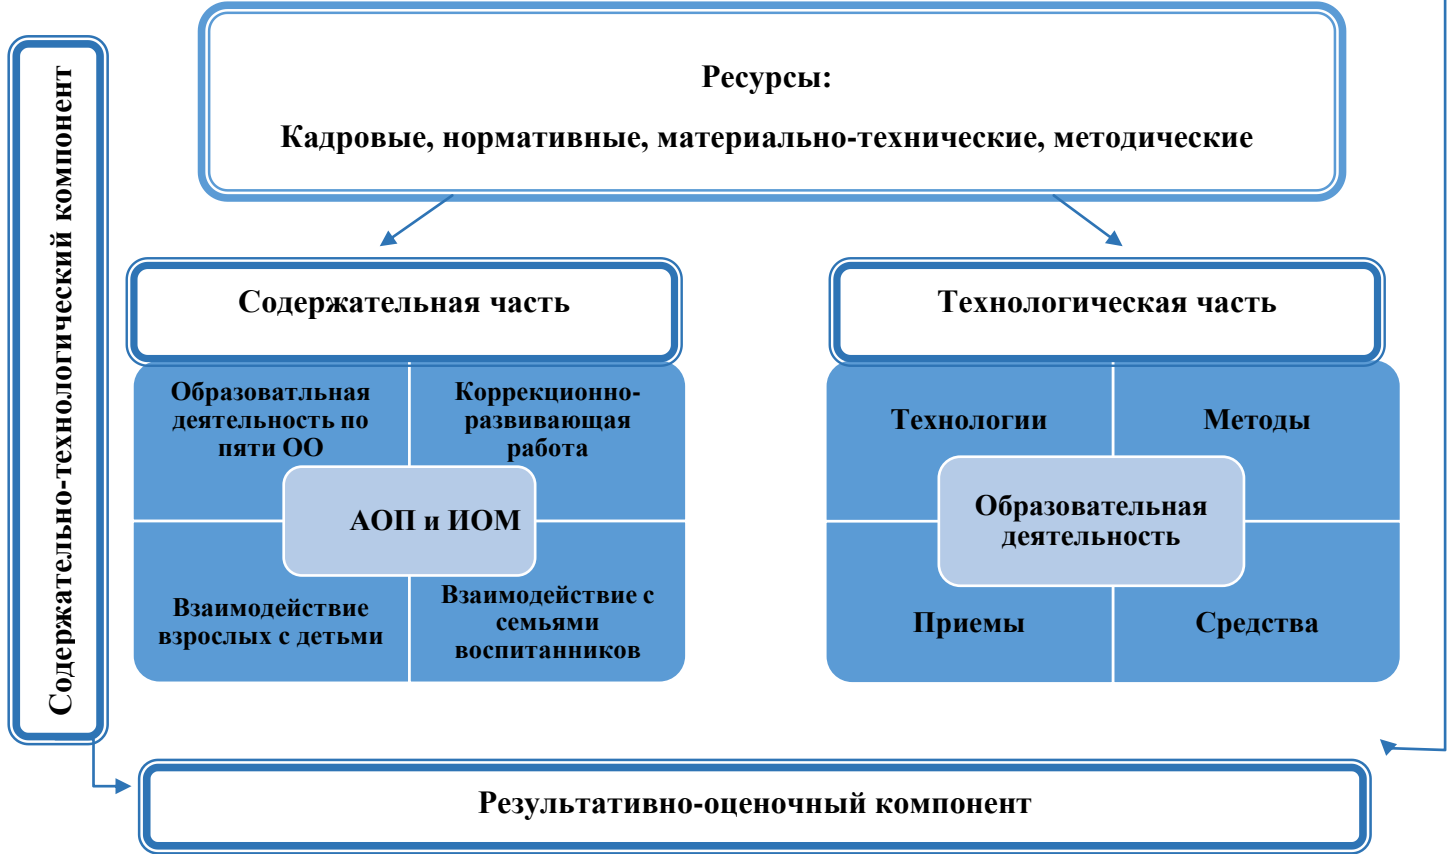 Содержательно-технологический компонент
Ресурсы:
Кадровые, нормативные, материально-технические, методические
Содержательная часть
Образоватльная
деятельность по
пяти ОО
Коррекционно-
развивающая
работа
АОП и ИОМ
Взаимодействие
взрослых с детьми
Взаимодействие с
семьями
воспитанников
Технологическая часть
Технологии
Методы
Образовательная
деятельность
Приемы
Средства
Результативно-оценочный компонент